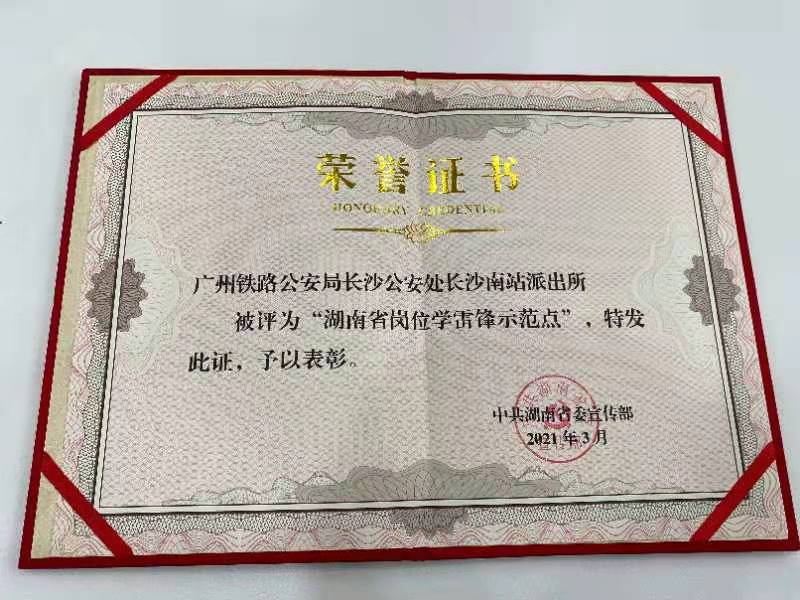 荣誉证书
HONORARY CREDENTIAL
广州铁路公安局长沙公安处长沙南站派出所
被评为“湖南省岗位学雷锋示范点”，特发
此证，予以表彰。
中共湖南省委宣传部
2021年3月